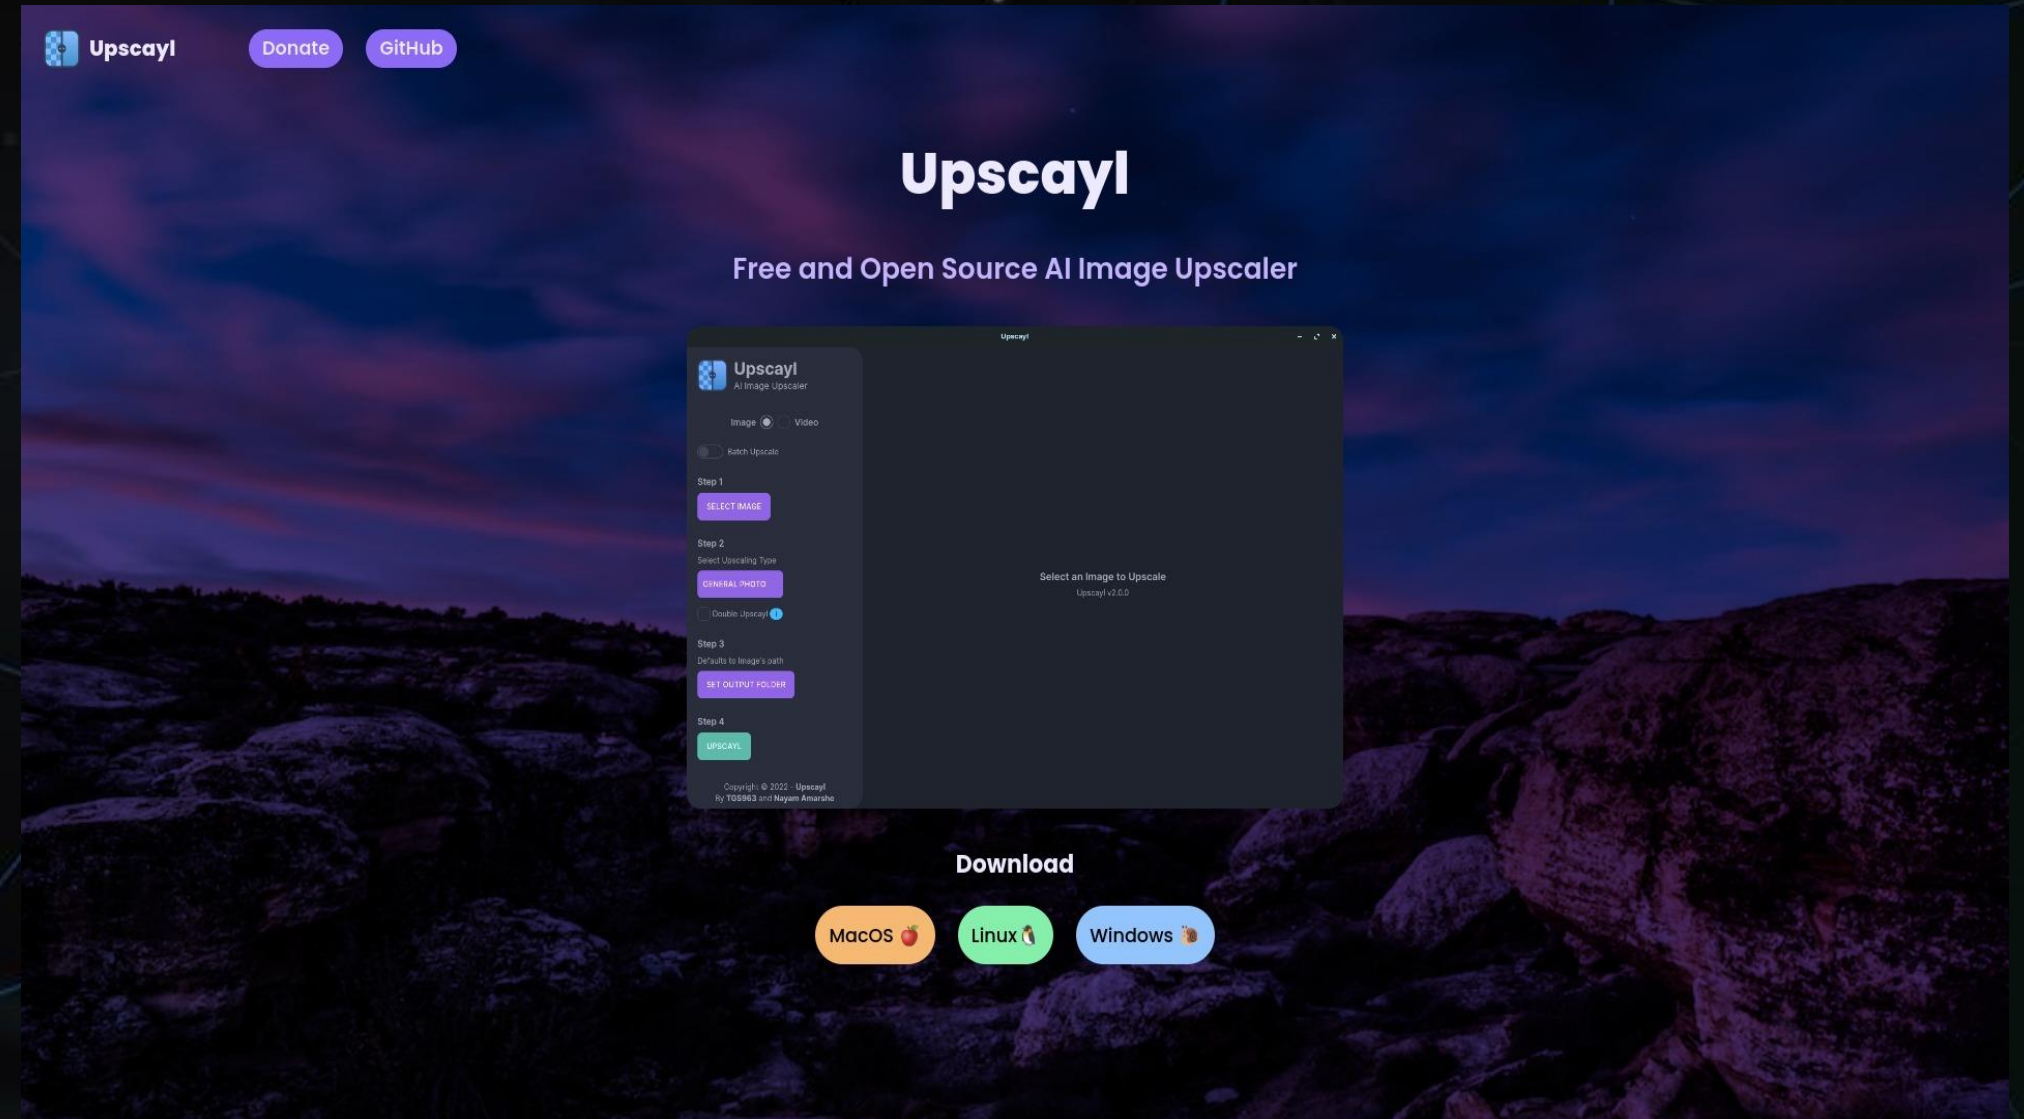 Upscayl
Donate
GitHub
Upscayl
Free and Open Source AI Image Upscaler
Upscayl
Upscayl
AI Image Upscaler
Image
Video
Batch Upscale
Step 1
SELECT IMAGE
Step 2
Select Upscaling Type
GENERAL PHOTO
Double Upscayl
Step 3
Defaults to Image's path
SET OUTPUT FOLDER
Step 4
UPSCAYL
Copyright © 2022 - Upscayl
By TGS963 and Nayam Amarshe
Select an Image to Upscale
Upscayl v2.0.0
Download
MacOS 🍎
Linux🐧
Windows 🐌